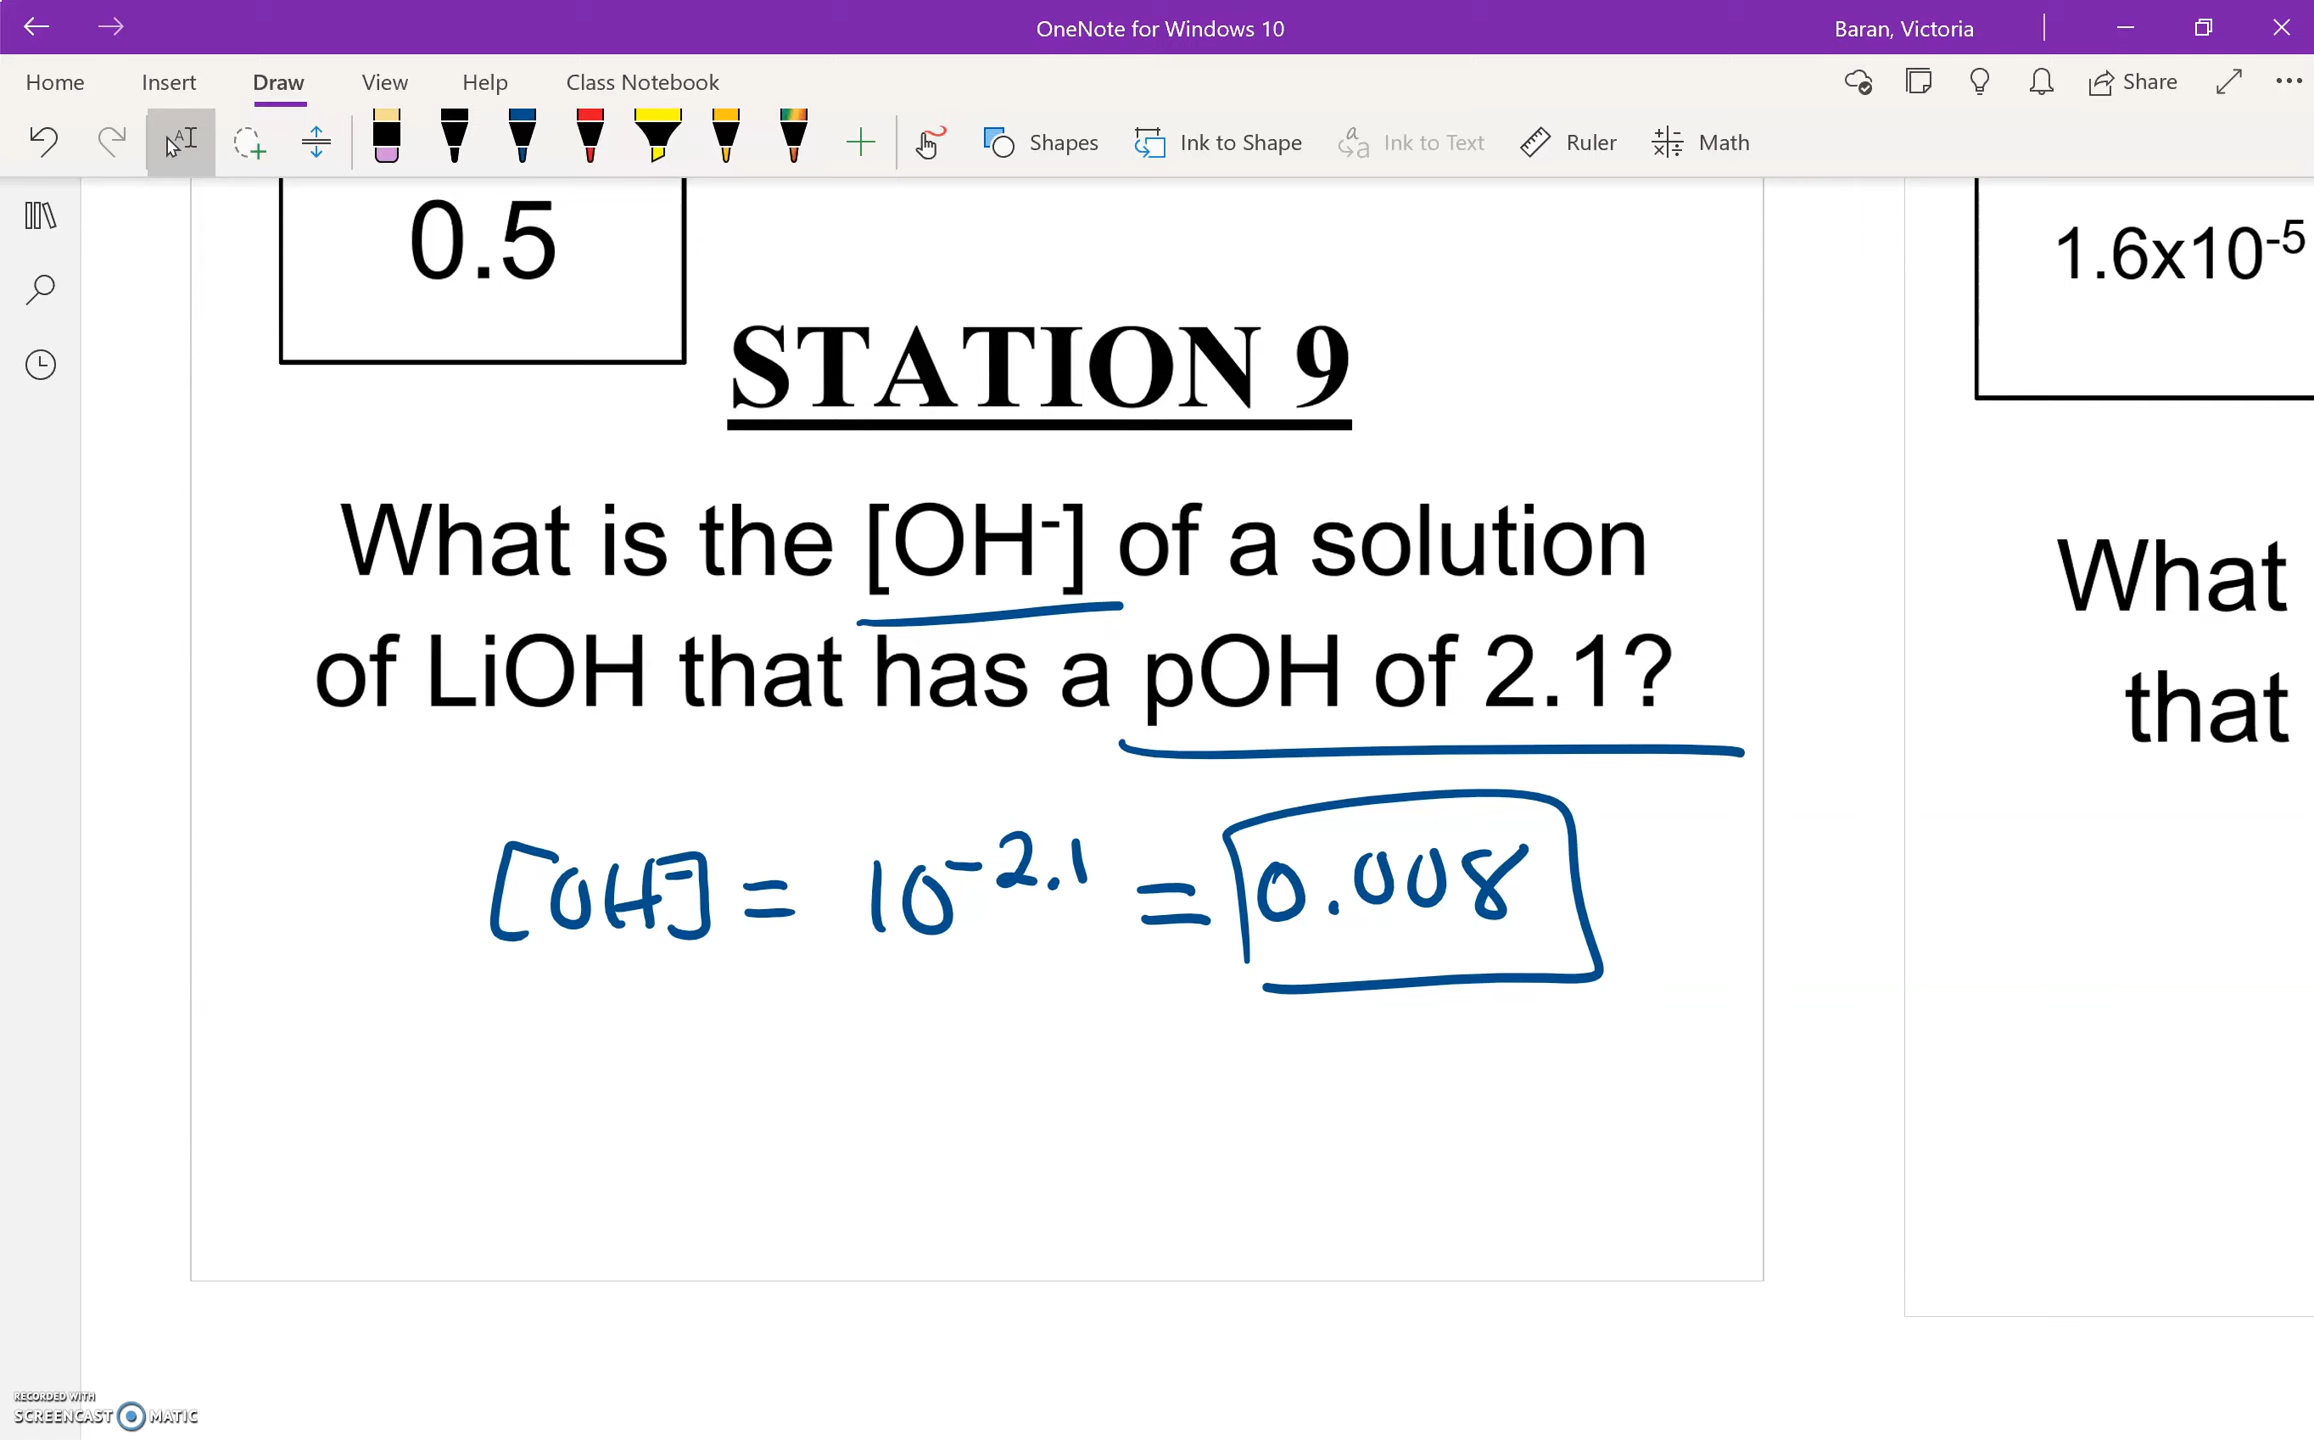 OneNote for Windows 10
Baran, Victoria
Home Insert Draw View Help Class Notebook Share
Shapes Ink to Shape Ink to Text Ruler Math
0.5
STATION 9
What is the [OH⁻] of a solution
of LiOH that has a pOH of 2.1?
[OH⁻] = 10⁻²·¹ = 0.008
1.6x10⁻⁵
What
that
RECORDED WITH
SCREENCAST MATIC